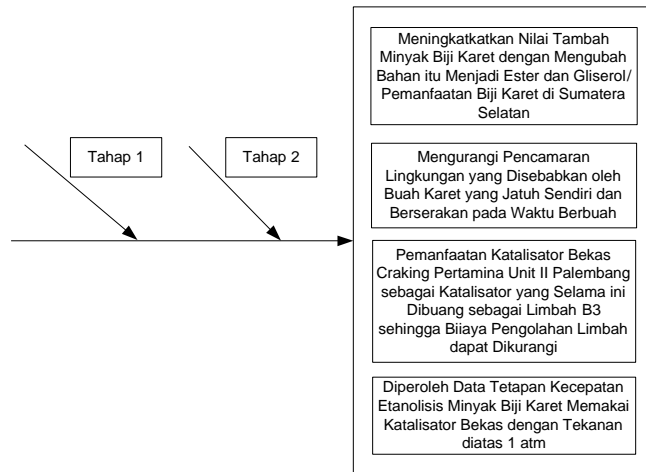 Tahap 1
Tahap 2
Meningkatkatkan Nilai Tambah
Minyak Biji Karet dengan Mengubah
Bahan itu Menjadi Ester dan Gliserol/
Pemanfaatan Biji Karet di Sumatera
Selatan
Mengurangi Pencamaran
Lingkungan yang Disebabkan oleh
Buah Karet yang Jatuh Sendiri dan
Berserakan pada Waktu Berbuah
Pemanfaatan Katalisator Bekas
Craking Pertamina Unit II Palembang
sebagai Katalisator yang Selama ini
Dibuang sebagai Limbah B3
sehingga Biiaya Pengolahan Limbah
dapat Dikurangi
Diperoleh Data Tetapan Kecepatan
Etanolisis Minyak Biji Karet Memakai
Katalisator Bekas dengan Tekanan
diatas 1 atm